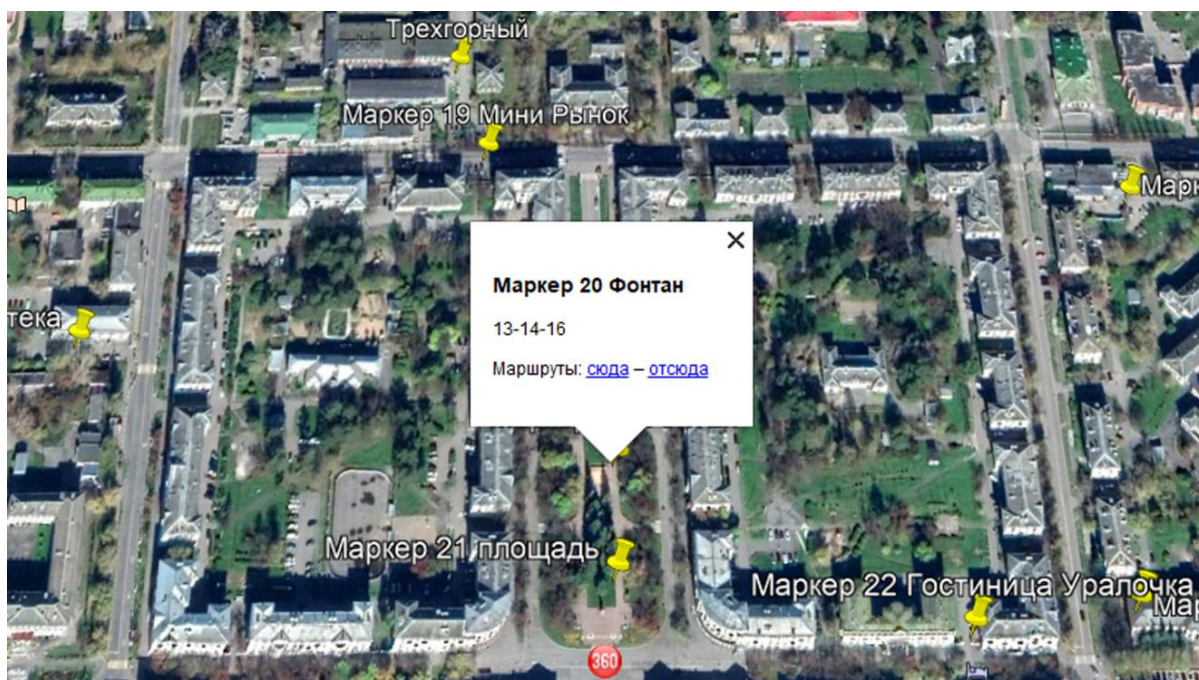 Трехгорный
Маркер 19 Мини Рынок
Марк
Маркер 20 Фонтан
13-14-16
Маршруты: сюда – отсюда
тека
Маркер 21 площадь
Маркер 22 Гостиница Уралочка
Мар
360